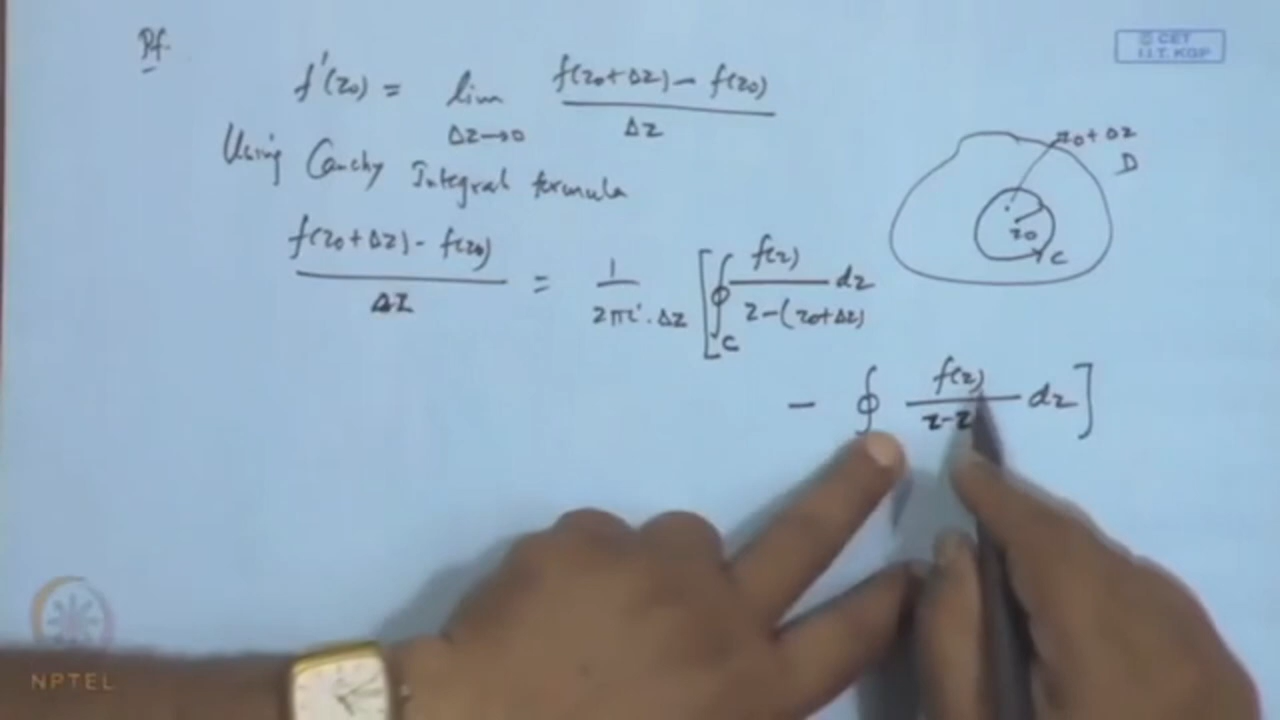 Pf.
© CET
I.I.T. KGP
f'(z0) = lim Δz→0 f(z0+Δz) - f(z0) / Δz
Using Cauchy Integral formula
z0+Δz
D
z0
C
f(z0+Δz) - f(z0) / Δz = 1 / 2πi·Δz [∮C f(z) / z-(z0+Δz) dz
- ∮ f(z) / z-z dz]
NPTEL